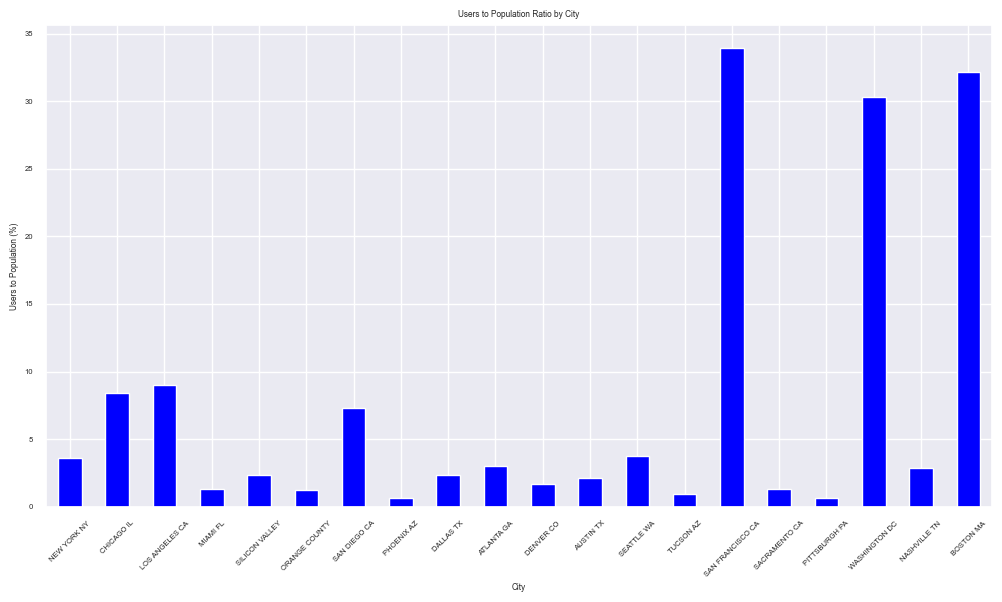 Users to Population Ratio by City
Users to Population (%)
35
30
25
20
15
10
5
0
NEW YORK NY
CHICAGO IL
LOS ANGELES CA
MIAMI FL
SILICON VALLEY
ORANGE COUNTY
SAN DIEGO CA
PHOENIX AZ
DALLAS TX
ATLANTA GA
DENVER CO
AUSTIN TX
SEATTLE WA
TUCSON AZ
SAN FRANCISCO CA
SACRAMENTO CA
PITTSBURGH PA
WASHINGTON DC
NASHVILLE TN
BOSTON MA
City